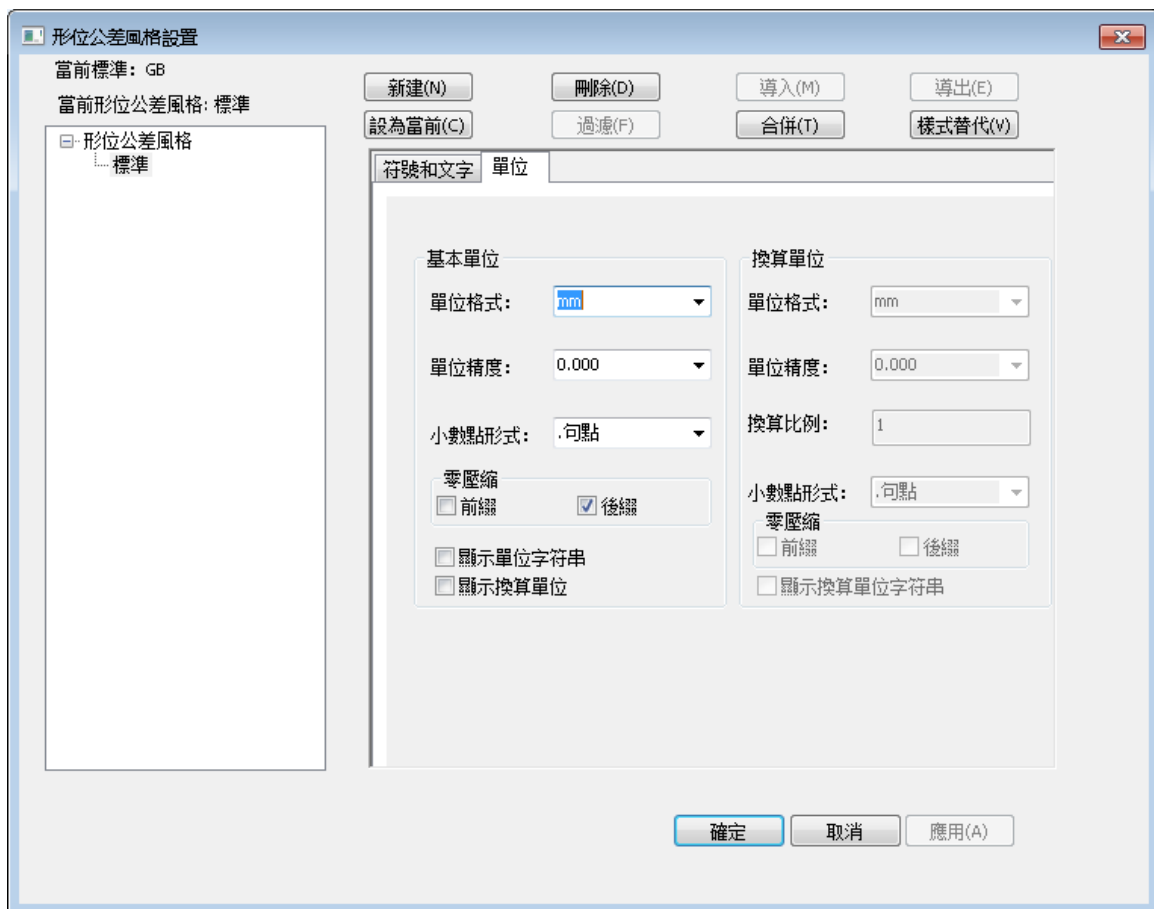 形位公差風格設置
當前標準: GB
當前形位公差風格: 標準
形位公差風格
標準
新建(N) 刪除(D) 導入(M) 導出(E)
設為當前(C) 過濾(F) 合併(T) 樣式替代(V)
符號和文字 單位
基本單位
單位格式: mm
單位精度: 0.000
小數點形式: .句點
零壓縮
前綴 後綴
顯示單位字符串
顯示換算單位
換算單位
單位格式: mm
單位精度: 0.000
換算比例: 1
小數點形式: .句點
零壓縮
前綴 後綴
顯示換算單位字符串
確定 取消 應用(A)